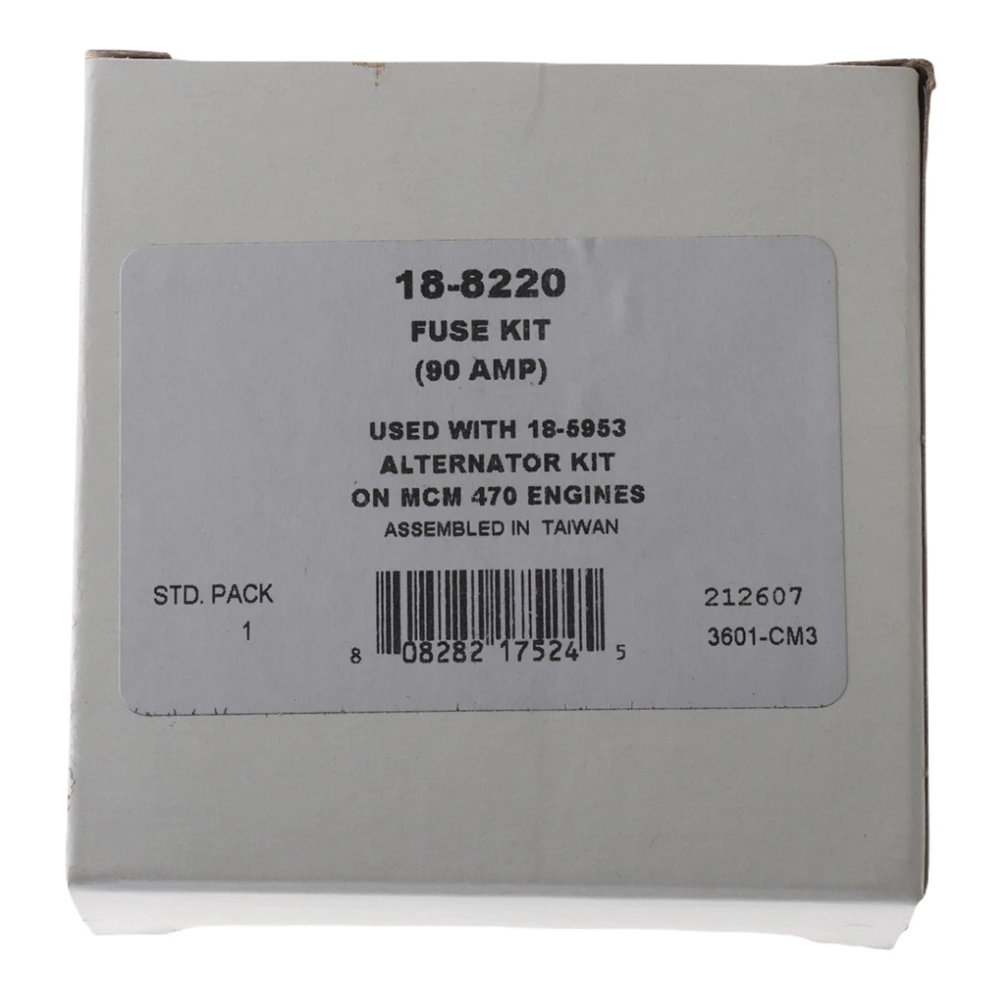 18-8220
FUSE KIT
(90 AMP)
USED WITH 18-5953
ALTERNATOR KIT
ON MCM 470 ENGINES
ASSEMBLED IN TAIWAN
STD. PACK
1
8 08282 17524 5
212607
3601-CM3